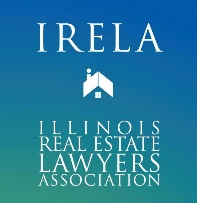 IRELA
ILLINOIS
REAL ESTATE
LAWYERS
ASSOCIATION